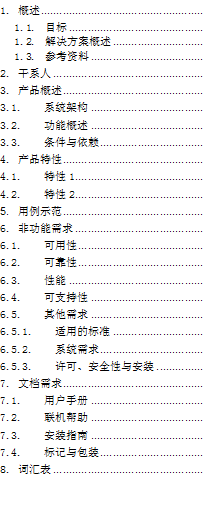 1. 概述
1.1. 目标
1.2. 解决方案概述
1.3. 参考资料
2. 干系人
3. 产品概述
3.1. 系统架构
3.2. 功能概述
3.3. 条件与依赖
4. 产品特性
4.1. 特性1
4.2. 特性2
5. 用例示范
6. 非功能需求
6.1. 可用性
6.2. 可靠性
6.3. 性能
6.4. 可支持性
6.5. 其他需求
6.5.1. 适用的标准
6.5.2. 系统需求
6.5.3. 许可、安全性与安装
7. 文档需求
7.1. 用户手册
7.2. 联机帮助
7.3. 安装指南
7.4. 标记与包装
8. 词汇表